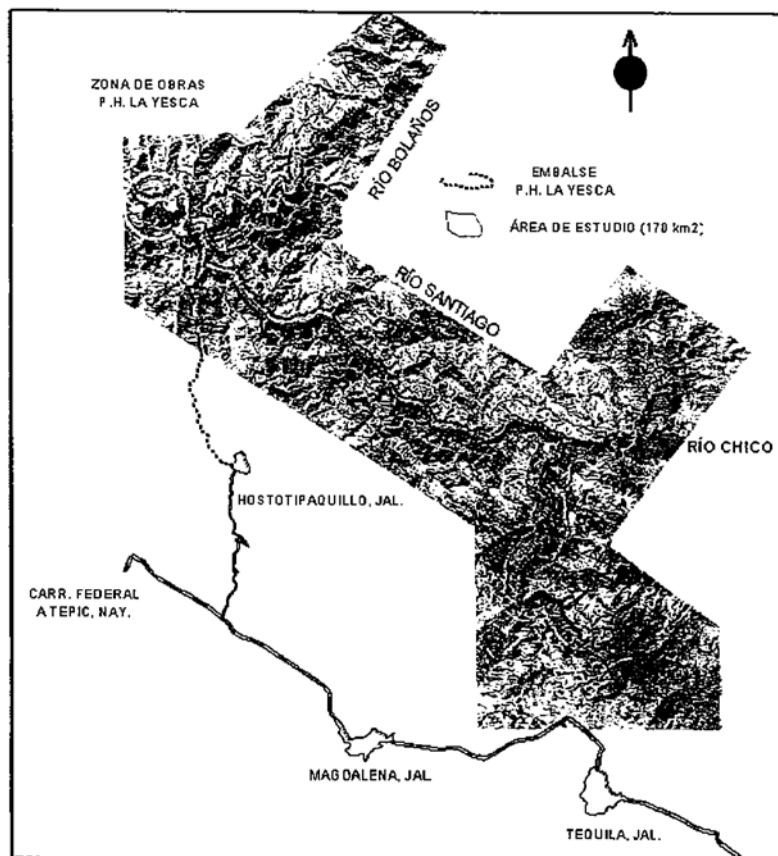 ZONA DE OBRAS
P.H. LA YESCA
RÍO BOLAÑOS
EMBALSE
P.H. LA YESCA
ÁREA DE ESTUDIO (170 km2)
RÍO SANTIAGO
RÍO CHICO
HOSTOTIPAQUILLO, JAL.
CARR. FEDERAL
A TEPIC, NAY.
MAGDALENA, JAL.
TEQUILA, JAL.